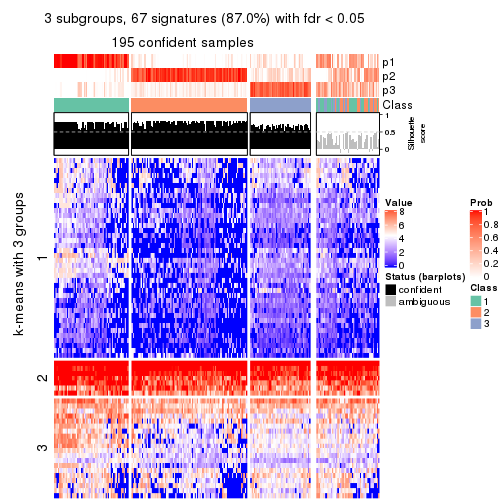 3 subgroups, 67 signatures (87.0%) with fdr < 0.05
195 confident samples
p1
p2
p3
Class
1
0.5
0
Silhouette
score
k-means with 3 groups
1
2
3
Value
8
6
4
2
0
Status (barplots)
confident
ambiguous
Prob
1
0.8
0.6
0.4
0.2
0
Class
1
2
3